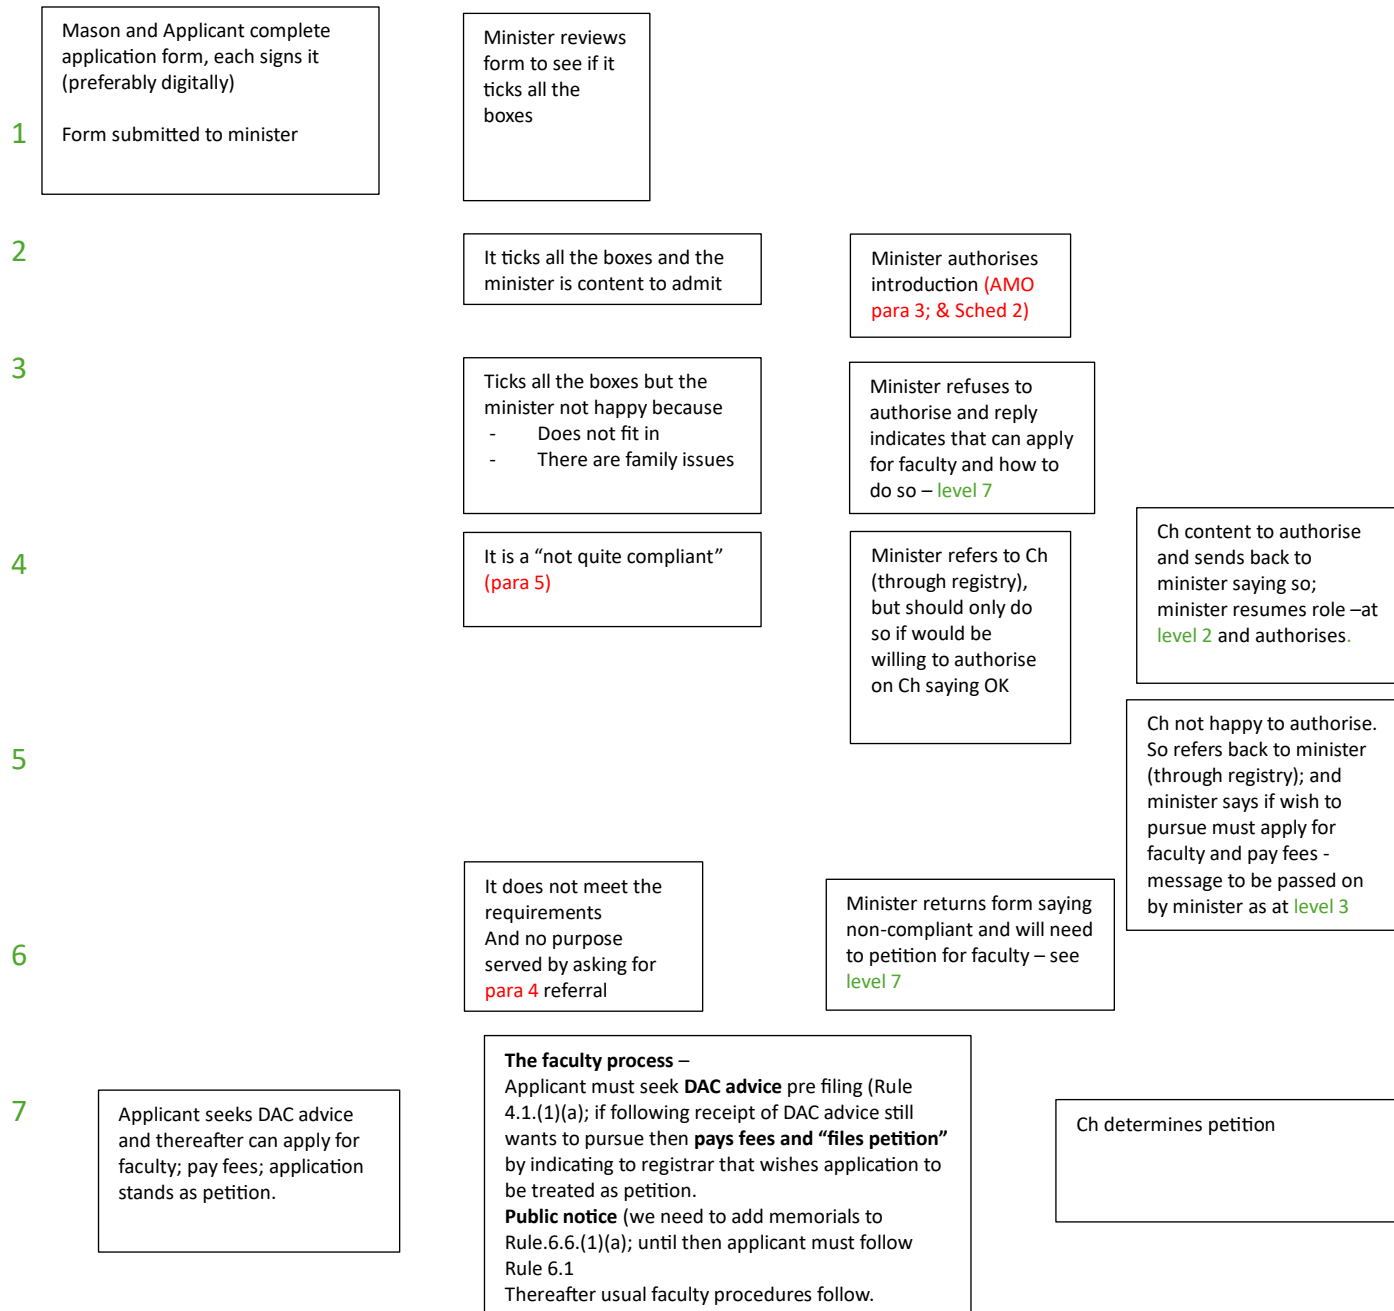 Mason and Applicant complete
application form, each signs it
(preferably digitally)
Form submitted to minister
1
Minister reviews
form to see if it
ticks all the
boxes
2
It ticks all the boxes and the
minister is content to admit
Minister authorises
introduction (AMO
para 3; & Sched 2)
3
Ticks all the boxes but the
minister not happy because
- Does not fit in
- There are family issues
Minister refuses to
authorise and reply
indicates that can apply
for faculty and how to
do so – level 7
4
It is a “not quite compliant”
(para 5)
Minister refers to Ch
(through registry),
but should only do
so if would be
willing to authorise
on Ch saying OK
Ch content to authorise
and sends back to
minister saying so;
minister resumes role –at
level 2 and authorises.
5
Ch not happy to authorise.
So refers back to minister
(through registry); and
minister says if wish to
pursue must apply for
faculty and pay fees -
message to be passed on
by minister as at level 3
6
It does not meet the
requirements
And no purpose
served by asking for
para 4 referral
Minister returns form saying
non-compliant and will need
to petition for faculty – see
level 7
7
Applicant seeks DAC advice
and thereafter can apply for
faculty; pay fees; application
stands as petition.
The faculty process –
Applicant must seek DAC advice pre filing (Rule
4.1.(1)(a); if following receipt of DAC advice still
wants to pursue then pays fees and “files petition”
by indicating to registrar that wishes application to
be treated as petition.
Public notice (we need to add memorials to
Rule.6.6.(1)(a); until then applicant must follow
Rule 6.1
Thereafter usual faculty procedures follow.
Ch determines petition